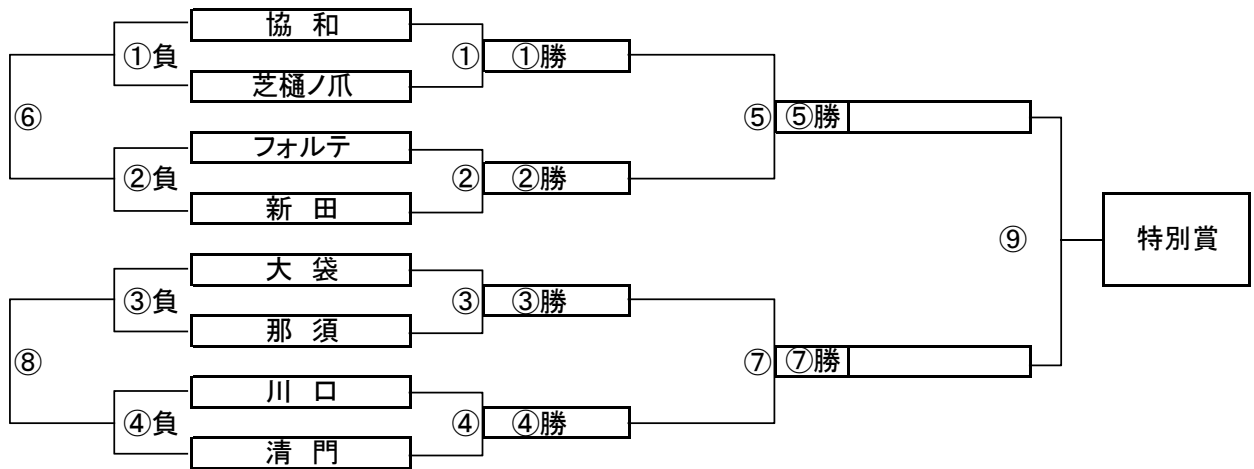 協 和
①負 ① ①勝
芝樋ノ爪
⑥ ⑤ ⑤勝
フォルテ
②負 ② ②勝
新 田
⑨ 特別賞
大 袋
③負 ③ ③勝
那 須
⑧ ⑦ ⑦勝
川 口
④負 ④ ④勝
清 門